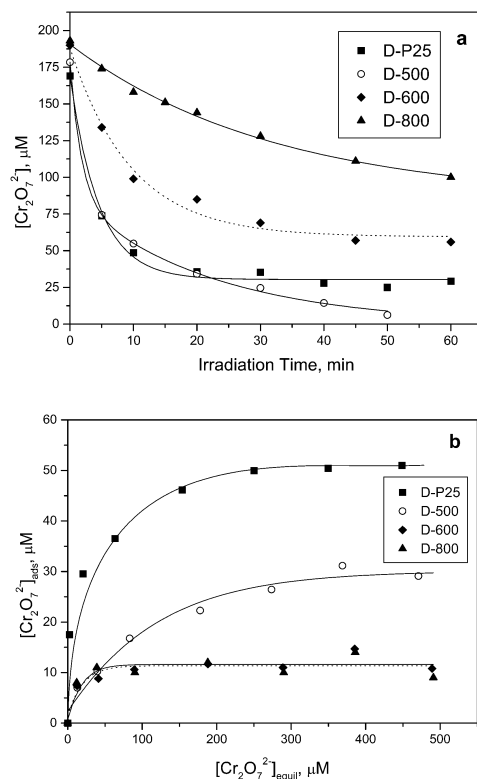 a
D-P25
D-500
D-600
D-800
[Cr₂O₇²⁻], μM
200
175
150
125
100
75
50
25
0
0 10 20 30 40 50 60
Irradiation Time, min
b
D-P25
D-500
D-600
D-800
[Cr₂O₇²⁻]ads, μM
60
50
40
30
20
10
0
0 100 200 300 400 500
[Cr₂O₇²⁻]equil, μM